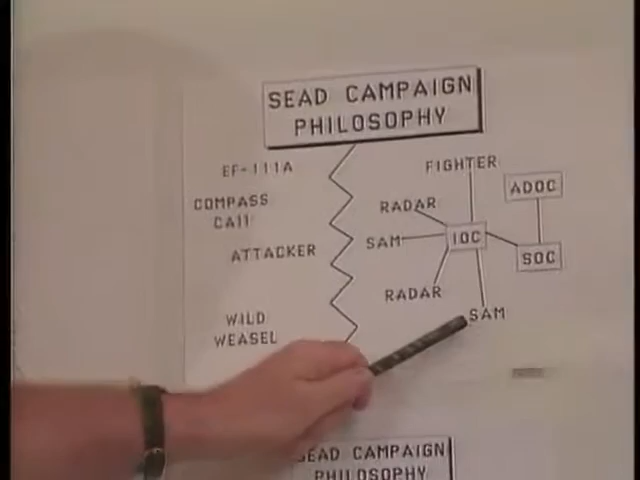 SEAD CAMPAIGN
PHILOSOPHY
EF-111A
COMPASS
CALL
ATTACKER
WILD
WEASEL
FIGHTER
RADAR
ADOC
SAM
IOC
SOC
RADAR
SAM
SEAD CAMPAIGN
PHILOSOPHY